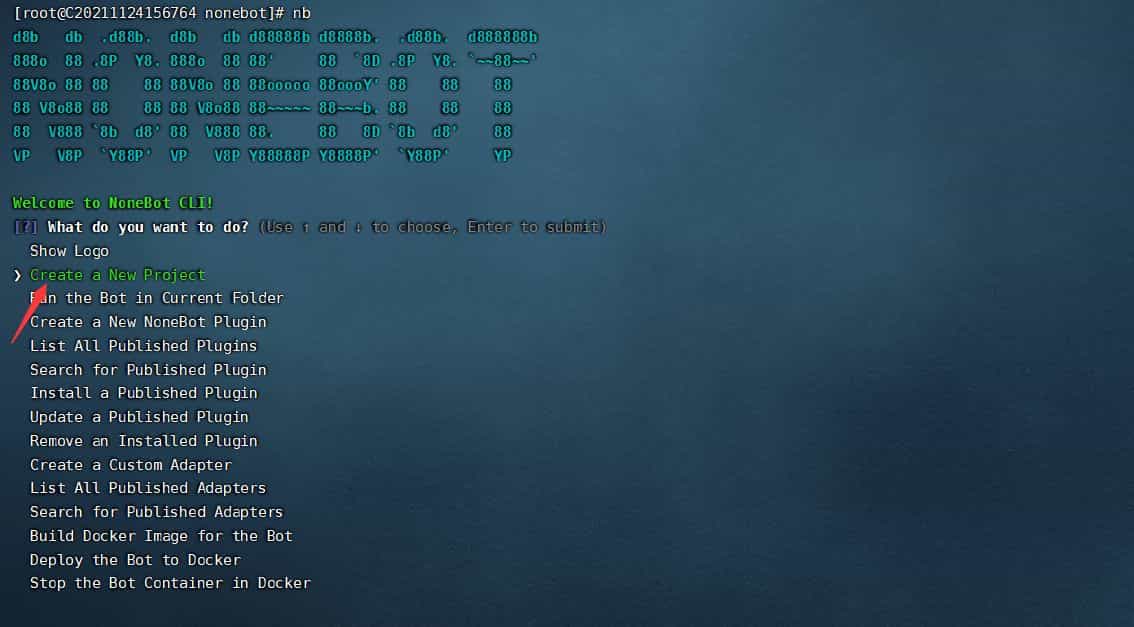 [root@C20211124156764 nonebot]# nb
d8b   db  .d88b.  d8b   db d88888b d8888b.  .d88b.  d888888b
888o  88 .8P  Y8. 888o  88 88'     88  `8D .8P  Y8. `~~88~~'
88V8o 88 88    88 88V8o 88 88ooooo 88oooY' 88    88    88
88 V8o88 88    88 88 V8o88 88~~~~~ 88~~~b. 88    88    88
88  V888 `8b  d8' 88  V888 88.     88   8D `8b  d8'    88
VP   V8P  `Y88P'  VP   V8P Y88888P Y8888P'  `Y88P'     YP
Welcome to NoneBot CLI!
[?] What do you want to do? (Use ↑ and ↓ to choose, Enter to submit)
Show Logo
❯ Create a New Project
Run the Bot in Current Folder
Create a New NoneBot Plugin
List All Published Plugins
Search for Published Plugin
Install a Published Plugin
Update a Published Plugin
Remove an Installed Plugin
Create a Custom Adapter
List All Published Adapters
Search for Published Adapters
Build Docker Image for the Bot
Deploy the Bot to Docker
Stop the Bot Container in Docker